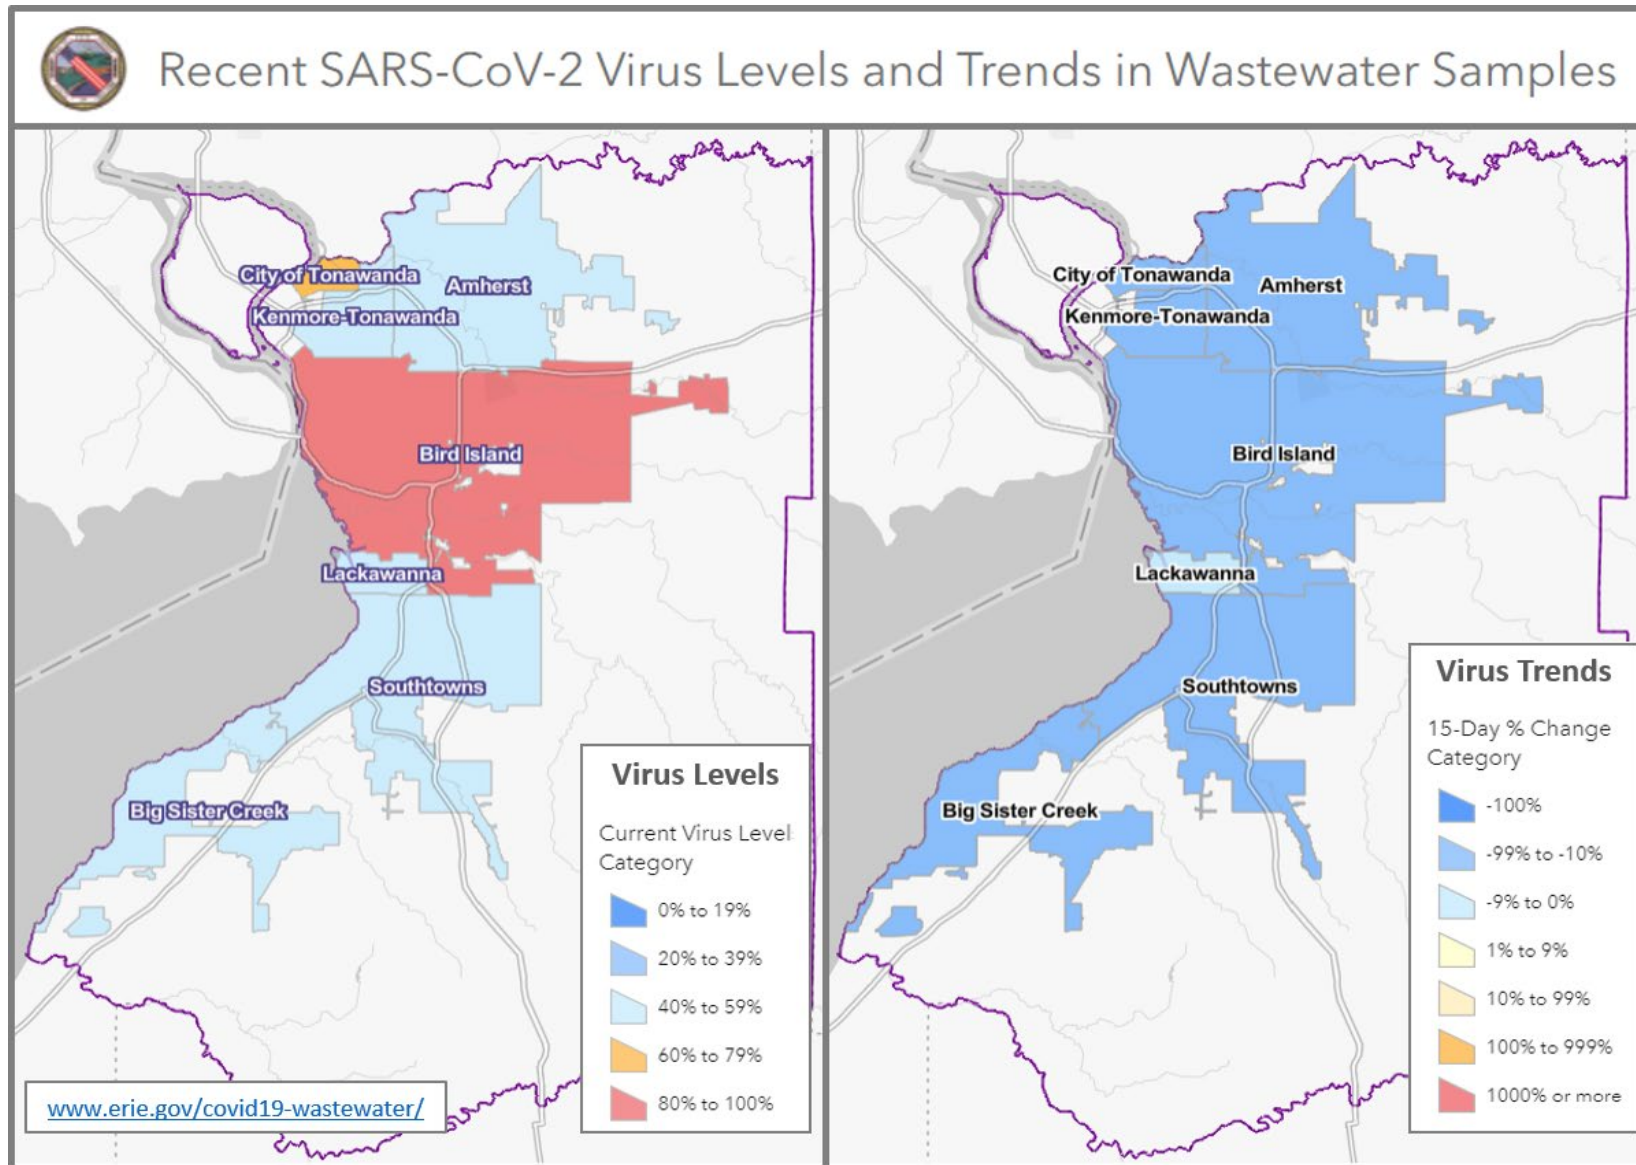 Recent SARS-CoV-2 Virus Levels and Trends in Wastewater Samples
City of Tonawanda
Amherst
Kenmore-Tonawanda
Bird Island
Lackawanna
Southtowns
Big Sister Creek
Virus Levels
Current Virus Level
Category
0% to 19%
20% to 39%
40% to 59%
60% to 79%
80% to 100%
www.erie.gov/covid19-wastewater/
City of Tonawanda
Amherst
Kenmore-Tonawanda
Bird Island
Lackawanna
Southtowns
Big Sister Creek
Virus Trends
15-Day % Change
Category
-100%
-99% to -10%
-9% to 0%
1% to 9%
10% to 99%
100% to 999%
1000% or more